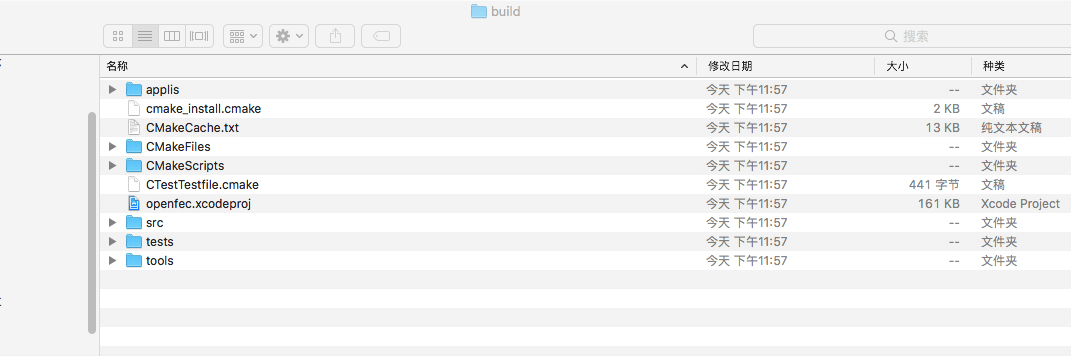 build
搜索
名称 修改日期 大小 种类
applis 今天 下午11:57 -- 文件夹
cmake_install.cmake 今天 下午11:57 2 KB 文稿
CMakeCache.txt 今天 下午11:57 13 KB 纯文本文稿
CMakeFiles 今天 下午11:57 -- 文件夹
CMakeScripts 今天 下午11:57 -- 文件夹
CTestTestfile.cmake 今天 下午11:57 441 字节 文稿
openfec.xcodeproj 今天 下午11:57 161 KB Xcode Project
src 今天 下午11:57 -- 文件夹
tests 今天 下午11:57 -- 文件夹
tools 今天 下午11:57 -- 文件夹